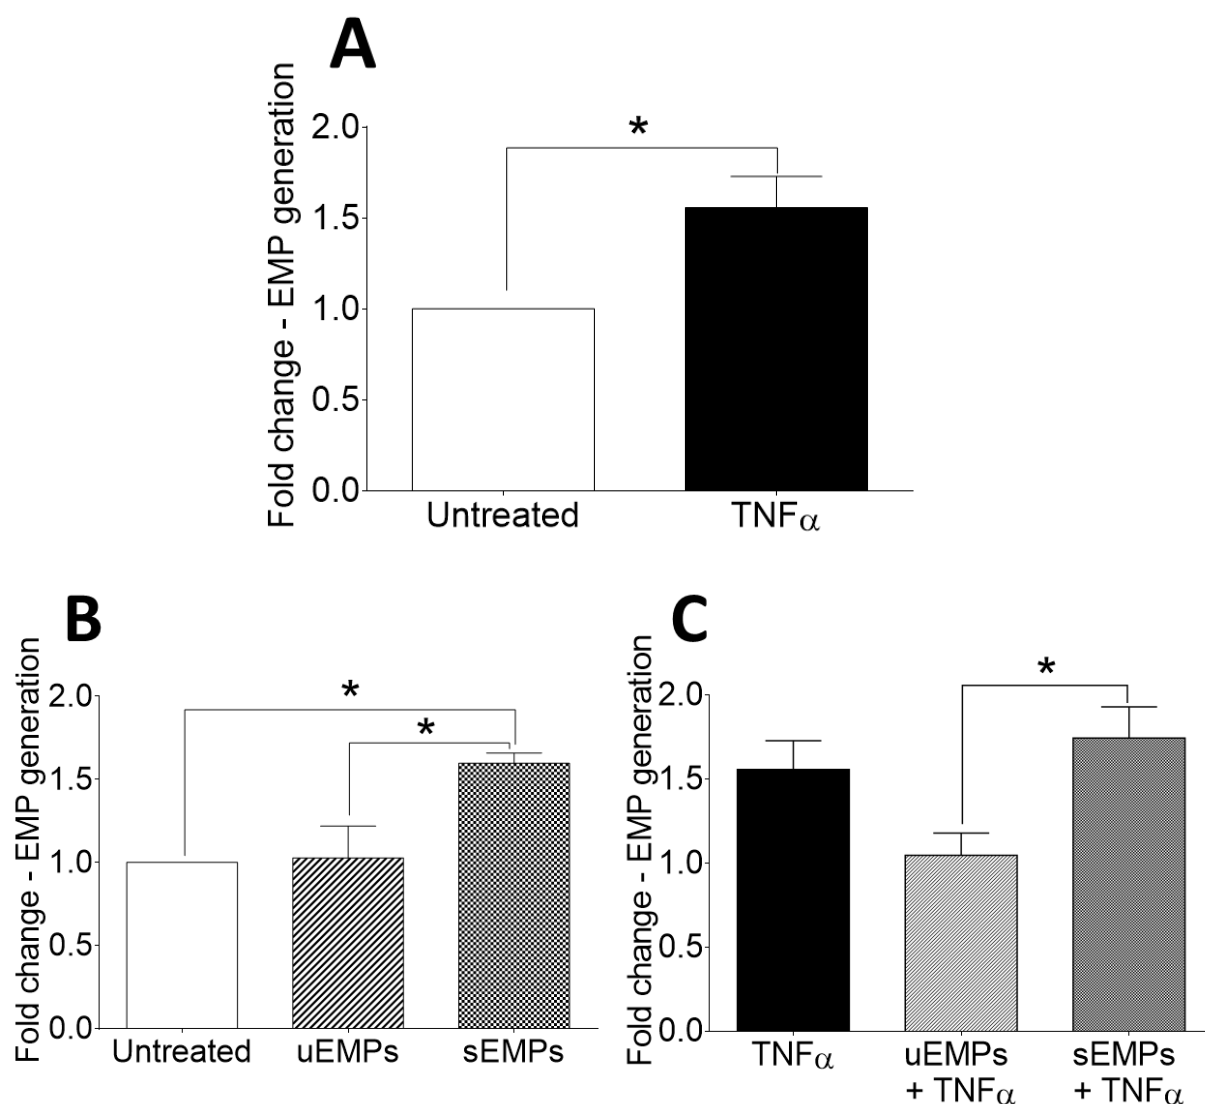 A
Fold change - EMP generation
2.0
1.5
1.0
0.5
0.0
*
Untreated
TNFα
B
Fold change - EMP generation
2.0
1.5
1.0
0.5
0.0
*
*
Untreated
uEMPs
sEMPs
C
Fold change - EMP generation
2.0
1.5
1.0
0.5
0.0
*
TNFα
uEMPs
+ TNFα
sEMPs
+ TNFα